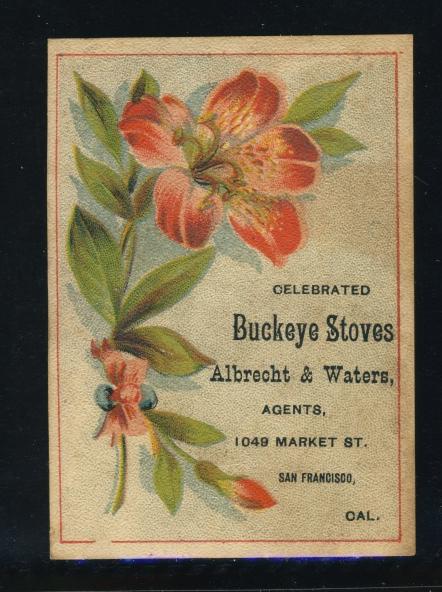 CELEBRATED
Buckeye Stoves
Albrecht & Waters,
AGENTS,
1049 MARKET ST.
SAN FRANCISCO,
CAL.